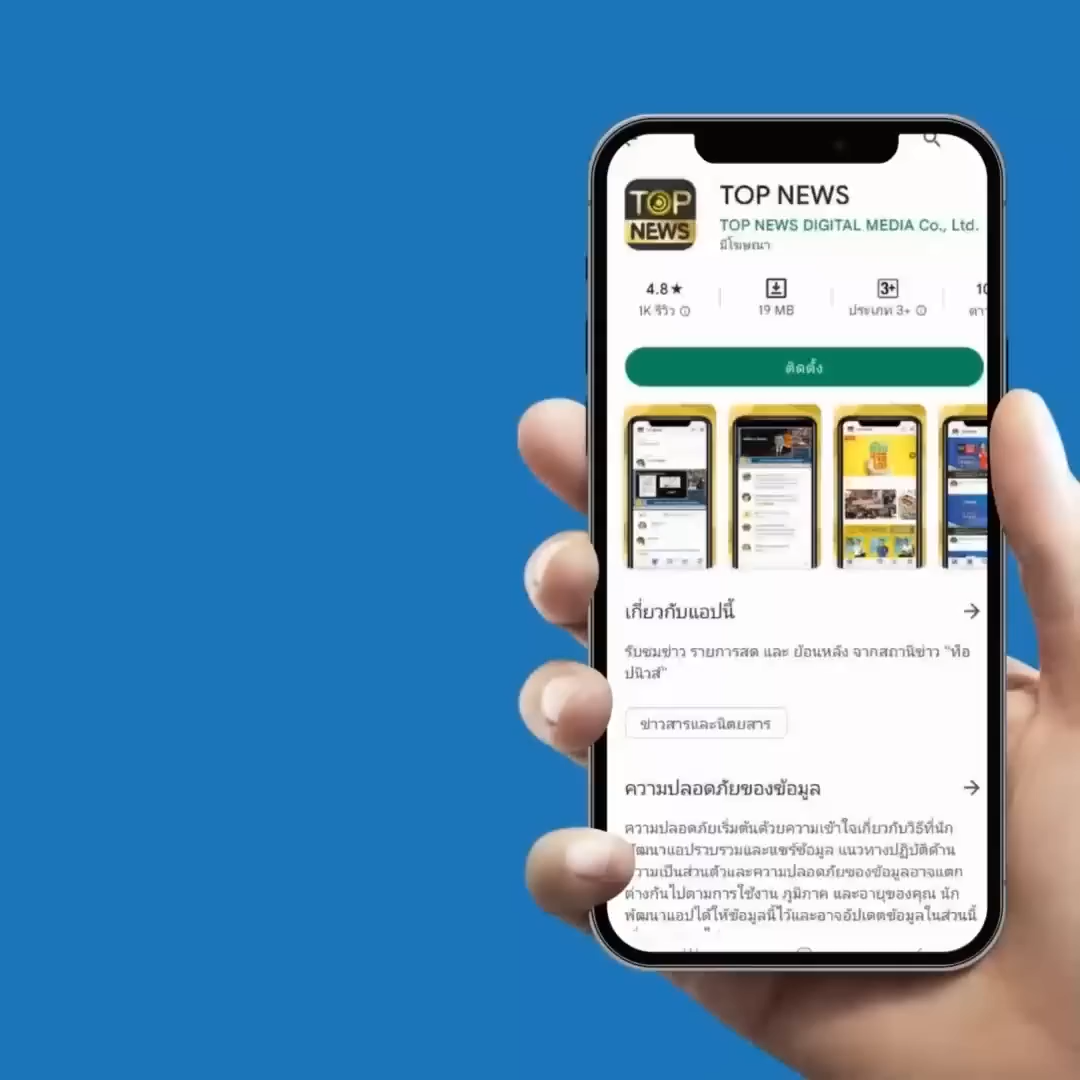 TOP NEWS
TOP
NEWS
TOP NEWS DIGITAL MEDIA Co., Ltd.
มีโฆษณา
4.8★
1K รีวิว
19 MB
3+
ประเภท 3+
ติดตั้ง
เกี่ยวกับแอปนี้
รับชมข่าว รายการสด และ ย้อนหลัง จากสถานีข่าว "ท็อ
ปนิวส์"
ข่าวสารและนิตยสาร
ความปลอดภัยของข้อมูล
ความปลอดภัยเริ่มต้นด้วยความเข้าใจเกี่ยวกับวิธีที่นัก
พัฒนาแอปรวบรวมและแชร์ข้อมูล แนวทางปฏิบัติด้าน
ความเป็นส่วนตัวและความปลอดภัยของข้อมูลอาจแตก
ต่างกันไปตามการใช้งาน ภูมิภาค และอายุของคุณ นัก
พัฒนาแอปได้ให้ข้อมูลนี้ไว้และอาจอัปเดตข้อมูลในส่วนนี้